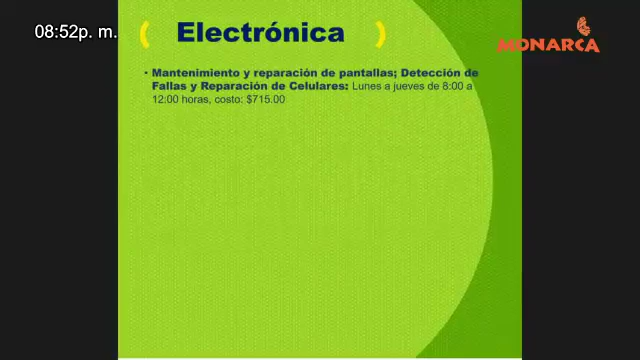 08:52p. m.
( Electrónica )
MONARCA
• Mantenimiento y reparación de pantallas; Detección de
Fallas y Reparación de Celulares: Lunes a jueves de 8:00 a
12:00 horas, costo: $715.00